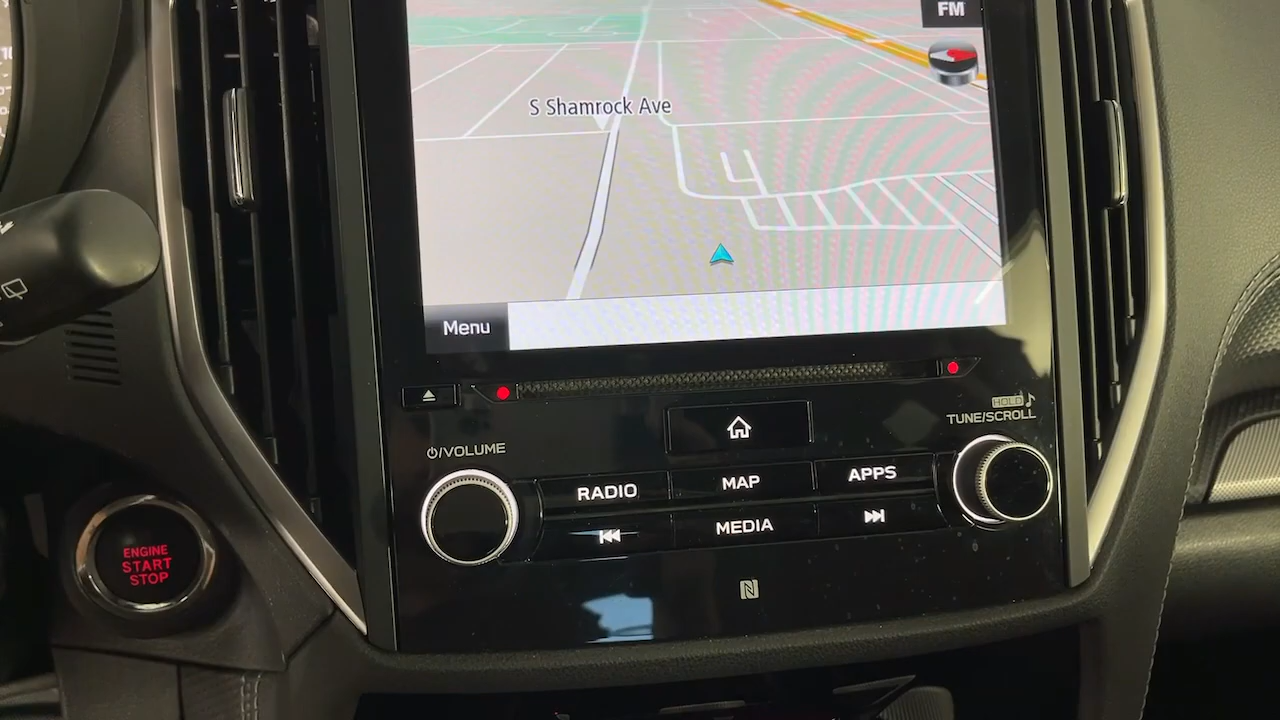 FM
S Shamrock Ave
Menu
HOLD
TUNE/SCROLL
/VOLUME
RADIO
MAP
APPS
MEDIA
ENGINE
START
STOP
N